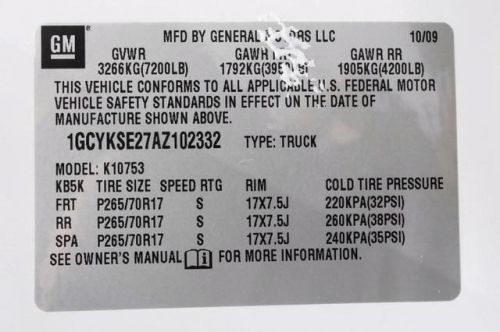 GM
MFD BY GENERAL LLC 10/09
GVWR GAWR GAWR RR
3266KG(7200LB) 1792KG 1905KG(4200LB)
THIS VEHICLE CONFORMS TO ALL APPLICABLE U.S. FEDERAL MOTOR
VEHICLE SAFETY STANDARDS IN EFFECT ON THE DATE OF
MANUFACTURE SHOWN ABOVE.
1GCYKSE27AZ102332 TYPE: TRUCK
MODEL: K10753
KB5K TIRE SIZE SPEED RTG RIM COLD TIRE PRESSURE
FRT P265/70R17 S 17X7.5J 220KPA(32PSI)
RR P265/70R17 S 17X7.5J 260KPA(38PSI)
SPA P265/70R17 S 17X7.5J 240KPA(35PSI)
SEE OWNER'S MANUAL i FOR MORE INFORMATION.